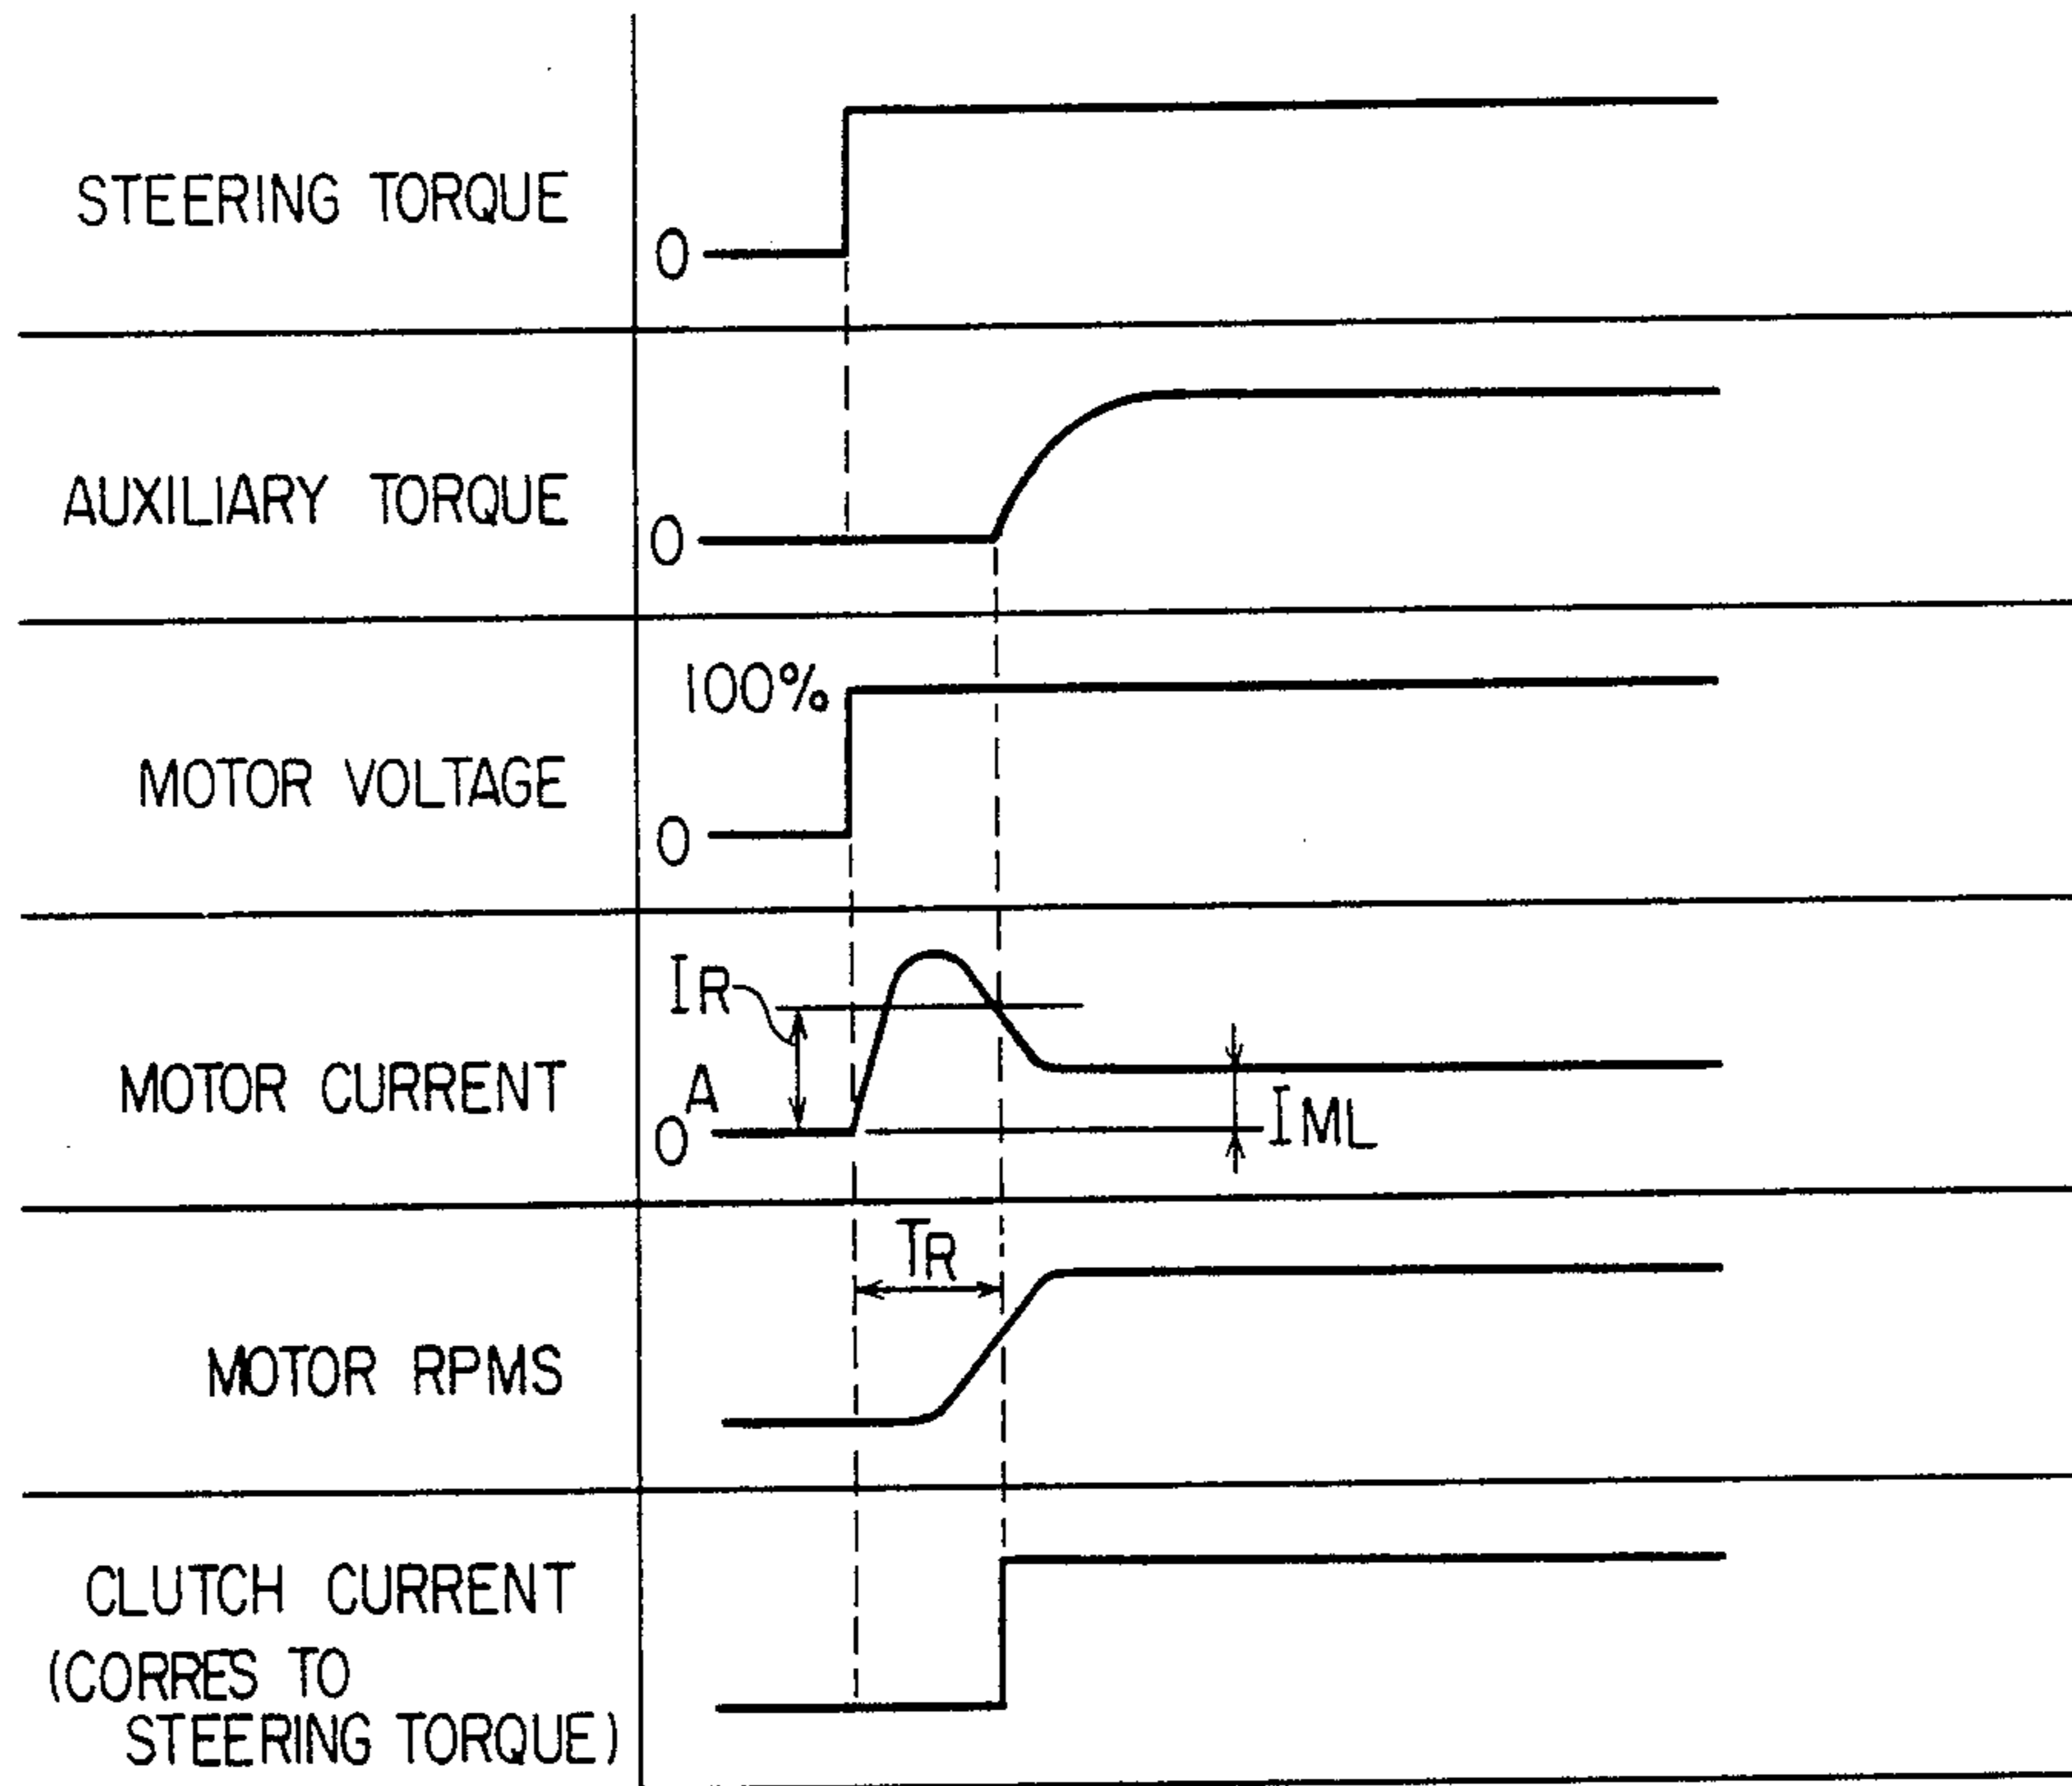 STEERING TORQUE
0
AUXILIARY TORQUE
0
100%
MOTOR VOLTAGE
0
IR
MOTOR CURRENT
A
0
IML
TR
MOTOR RPMS
CLUTCH CURRENT
(CORRES TO
STEERING TORQUE)